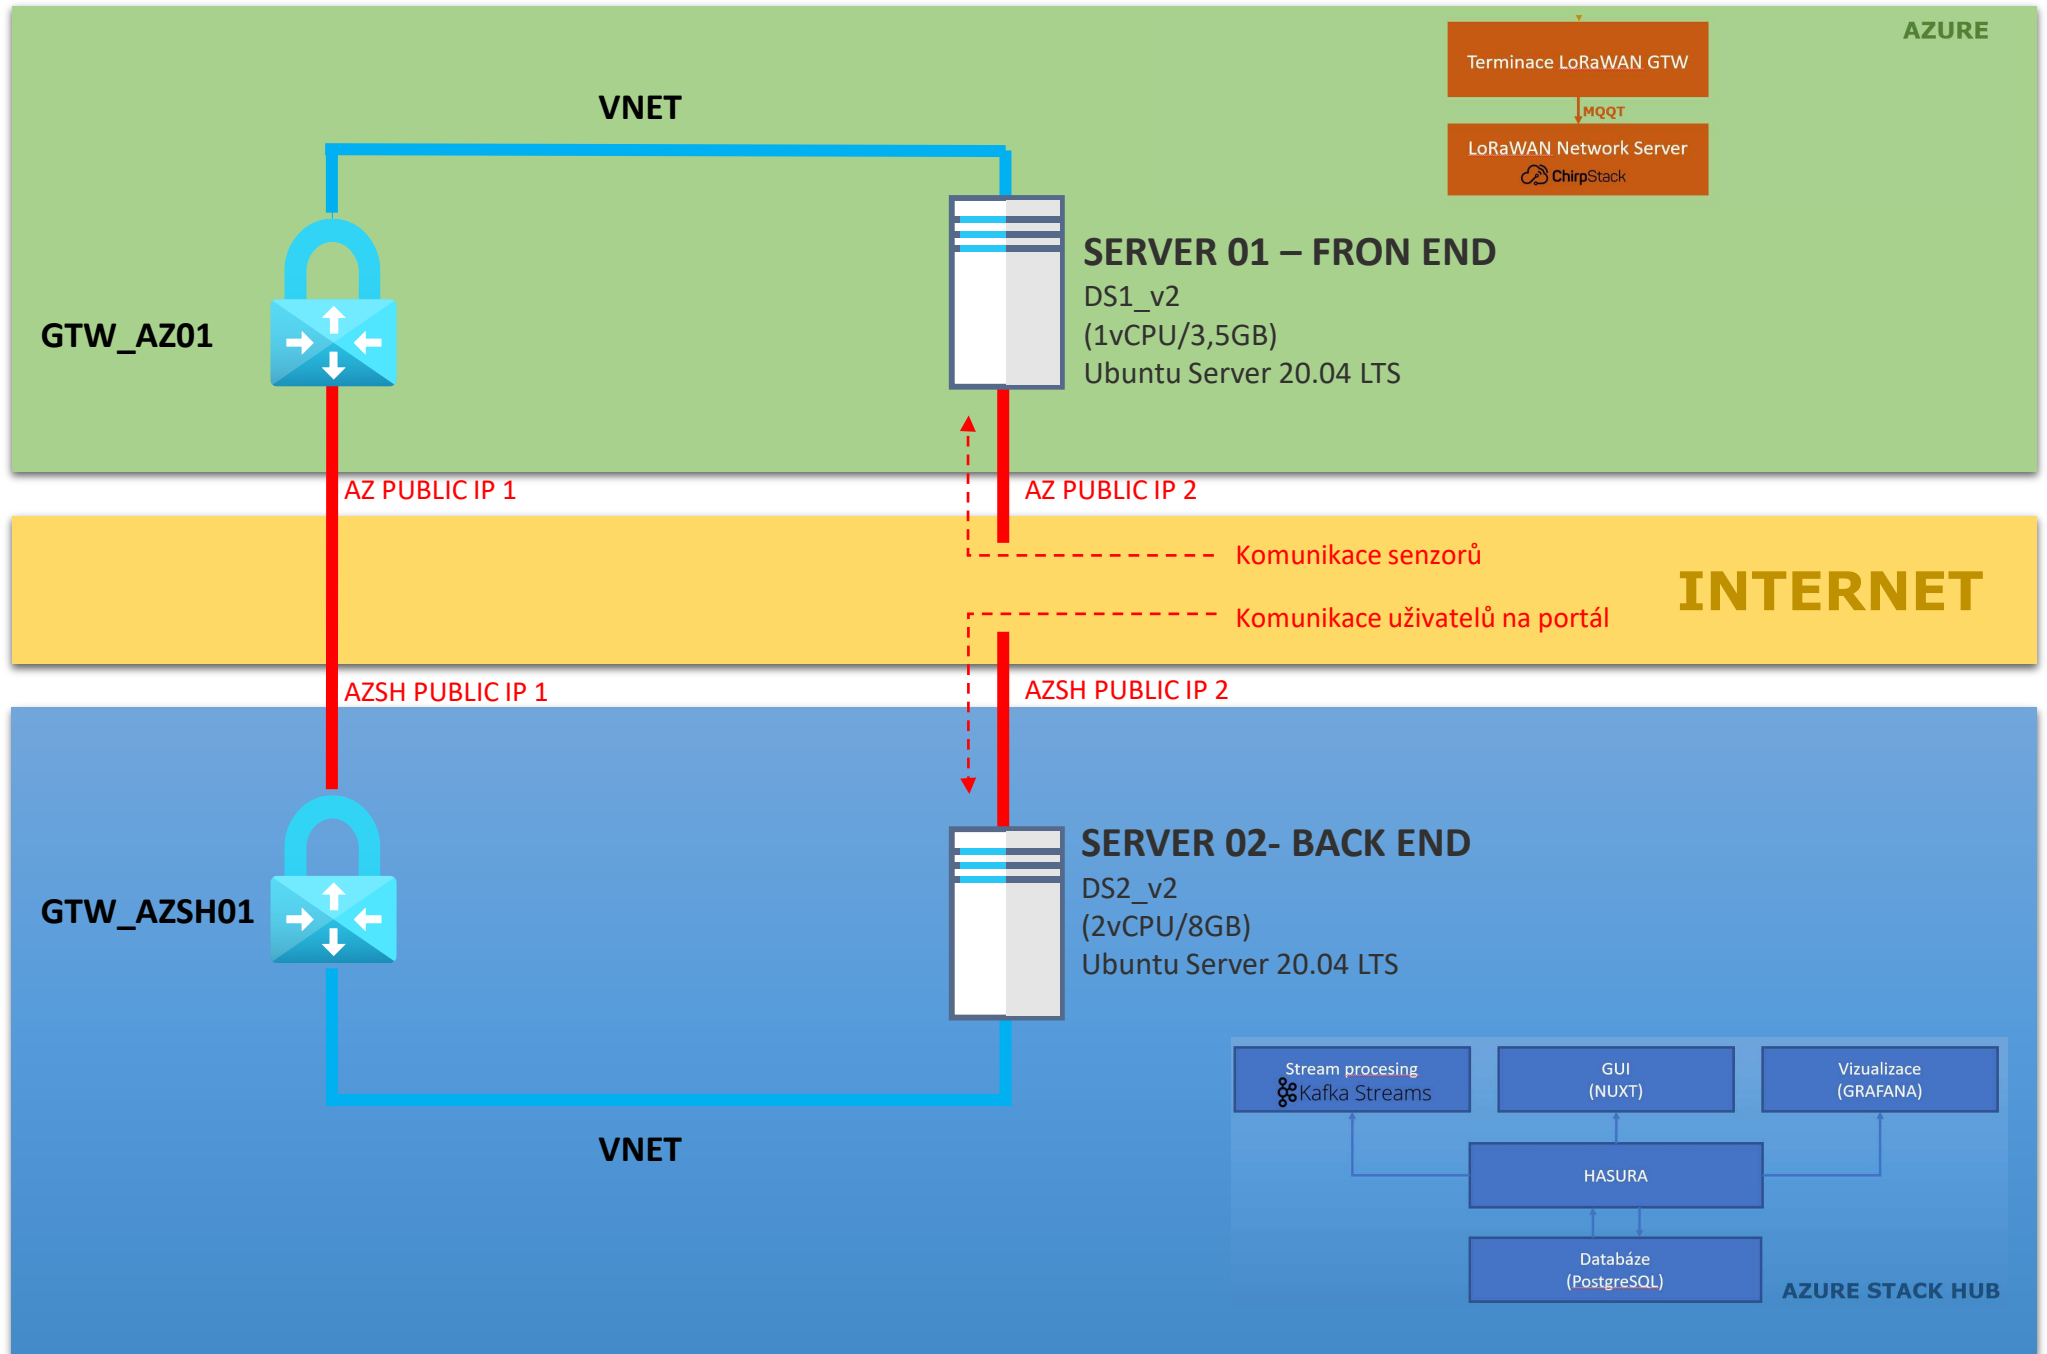 AZURE
Terminace LoRaWAN GTW
MQQT
LoRaWAN Network Server
ChirpStack
VNET
SERVER 01 – FRON END
DS1_v2
(1vCPU/3,5GB)
Ubuntu Server 20.04 LTS
GTW_AZ01
AZ PUBLIC IP 1
AZ PUBLIC IP 2
Komunikace senzorů
INTERNET
Komunikace uživatelů na portál
AZSH PUBLIC IP 1
AZSH PUBLIC IP 2
SERVER 02- BACK END
DS2_v2
(2vCPU/8GB)
Ubuntu Server 20.04 LTS
GTW_AZSH01
VNET
Stream procesing
Kafka Streams
GUI
(NUXT)
Vizualizace
(GRAFANA)
HASURA
Databáze
(PostgreSQL)
AZURE STACK HUB